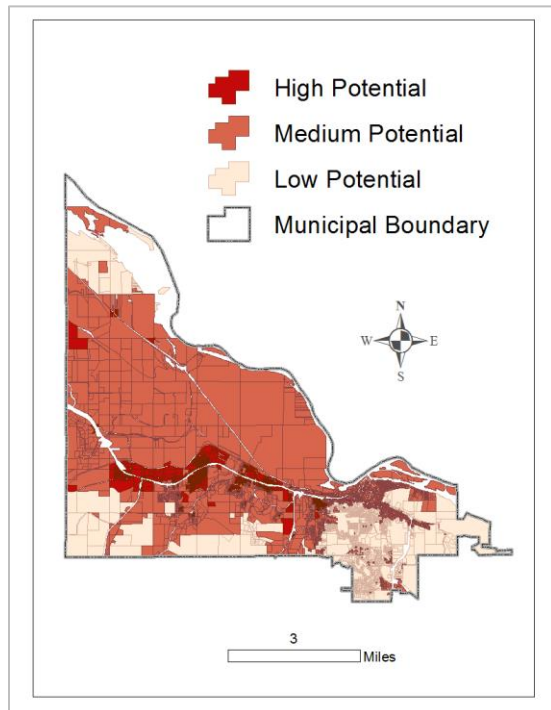 High Potential
Medium Potential
Low Potential
Municipal Boundary
N
W E
S
3
Miles